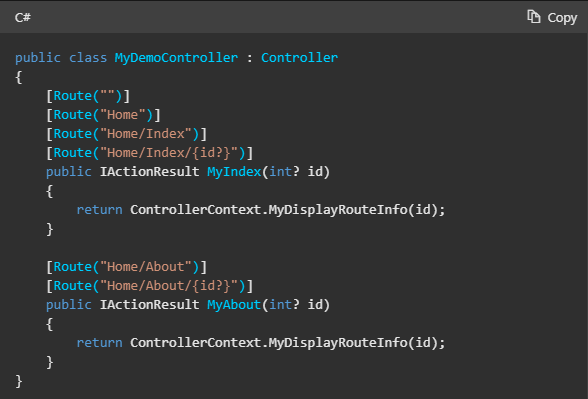 C#
Copy
public class MyDemoController : Controller
{
    [Route("")]
    [Route("Home")]
    [Route("Home/Index")]
    [Route("Home/Index/{id?}")]
    public IActionResult MyIndex(int? id)
    {
        return ControllerContext.MyDisplayRouteInfo(id);
    }

    [Route("Home/About")]
    [Route("Home/About/{id?}")]
    public IActionResult MyAbout(int? id)
    {
        return ControllerContext.MyDisplayRouteInfo(id);
    }
}